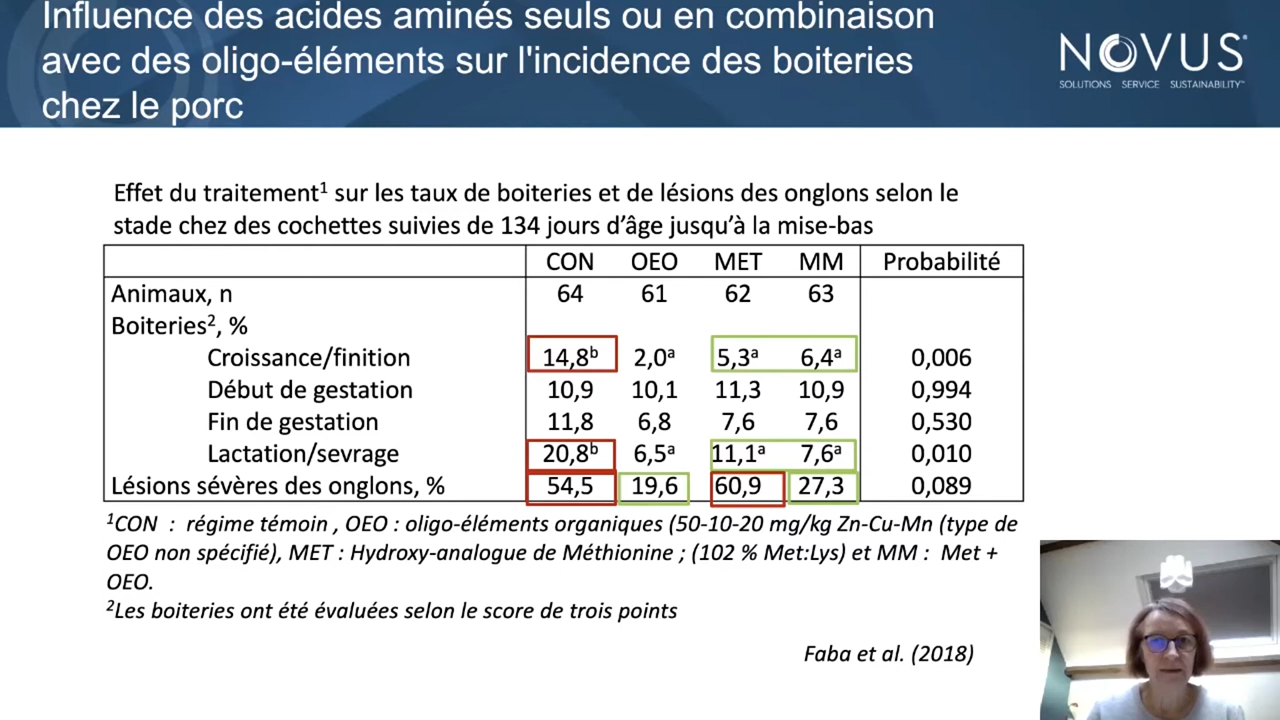 Influence des acides aminés seuls ou en combinaison
avec des oligo-éléments sur l'incidence des boiteries
chez le porc
NOVUS
SOLUTIONS SERVICE SUSTAINABILITY™
Effet du traitement¹ sur les taux de boiteries et de lésions des onglons selon le
stade chez des cochettes suivies de 134 jours d’âge jusqu’à la mise-bas
CON OEO MET MM Probabilité
Animaux, n 64 61 62 63
Boiteries², %
Croissance/finition 14,8ᵇ 2,0ᵃ 5,3ᵃ 6,4ᵃ 0,006
Début de gestation 10,9 10,1 11,3 10,9 0,994
Fin de gestation 11,8 6,8 7,6 7,6 0,530
Lactation/sevrage 20,8ᵇ 6,5ᵃ 11,1ᵃ 7,6ᵃ 0,010
Lésions sévères des onglons, % 54,5 19,6 60,9 27,3 0,089
¹CON : régime témoin , OEO : oligo-éléments organiques (50-10-20 mg/kg Zn-Cu-Mn (type de
OEO non spécifié), MET : Hydroxy-analogue de Méthionine ; (102 % Met:Lys) et MM : Met +
OEO.
²Les boiteries ont été évaluées selon le score de trois points
Faba et al. (2018)